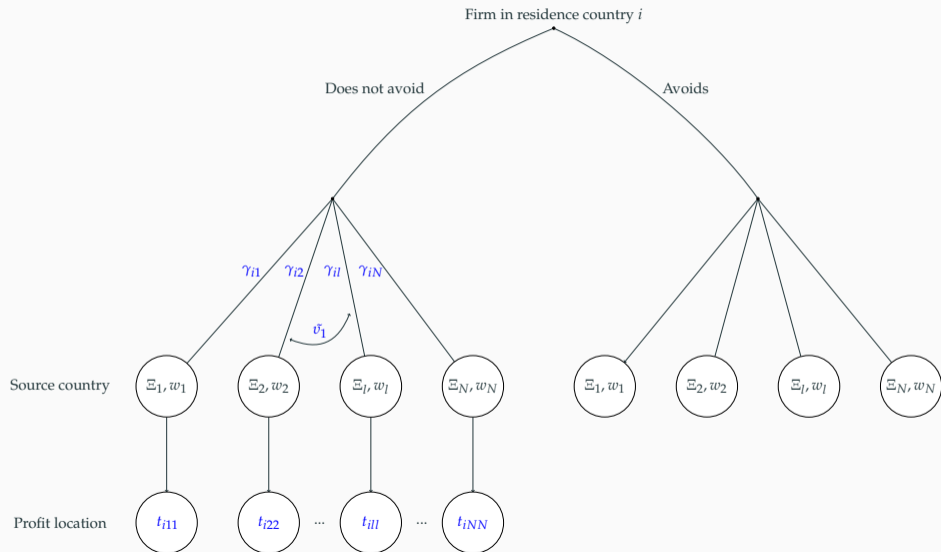 Firm in residence country i
Does not avoid
Avoids
γi1 γi2 γil γiN
ῡ1
Source country
Ξ1, w1 Ξ2, w2 Ξl, wl ΞN, wN Ξ1, w1 Ξ2, w2 Ξl, wl ΞN, wN
Profit location
ti11 ti22 ... till ... tiNN